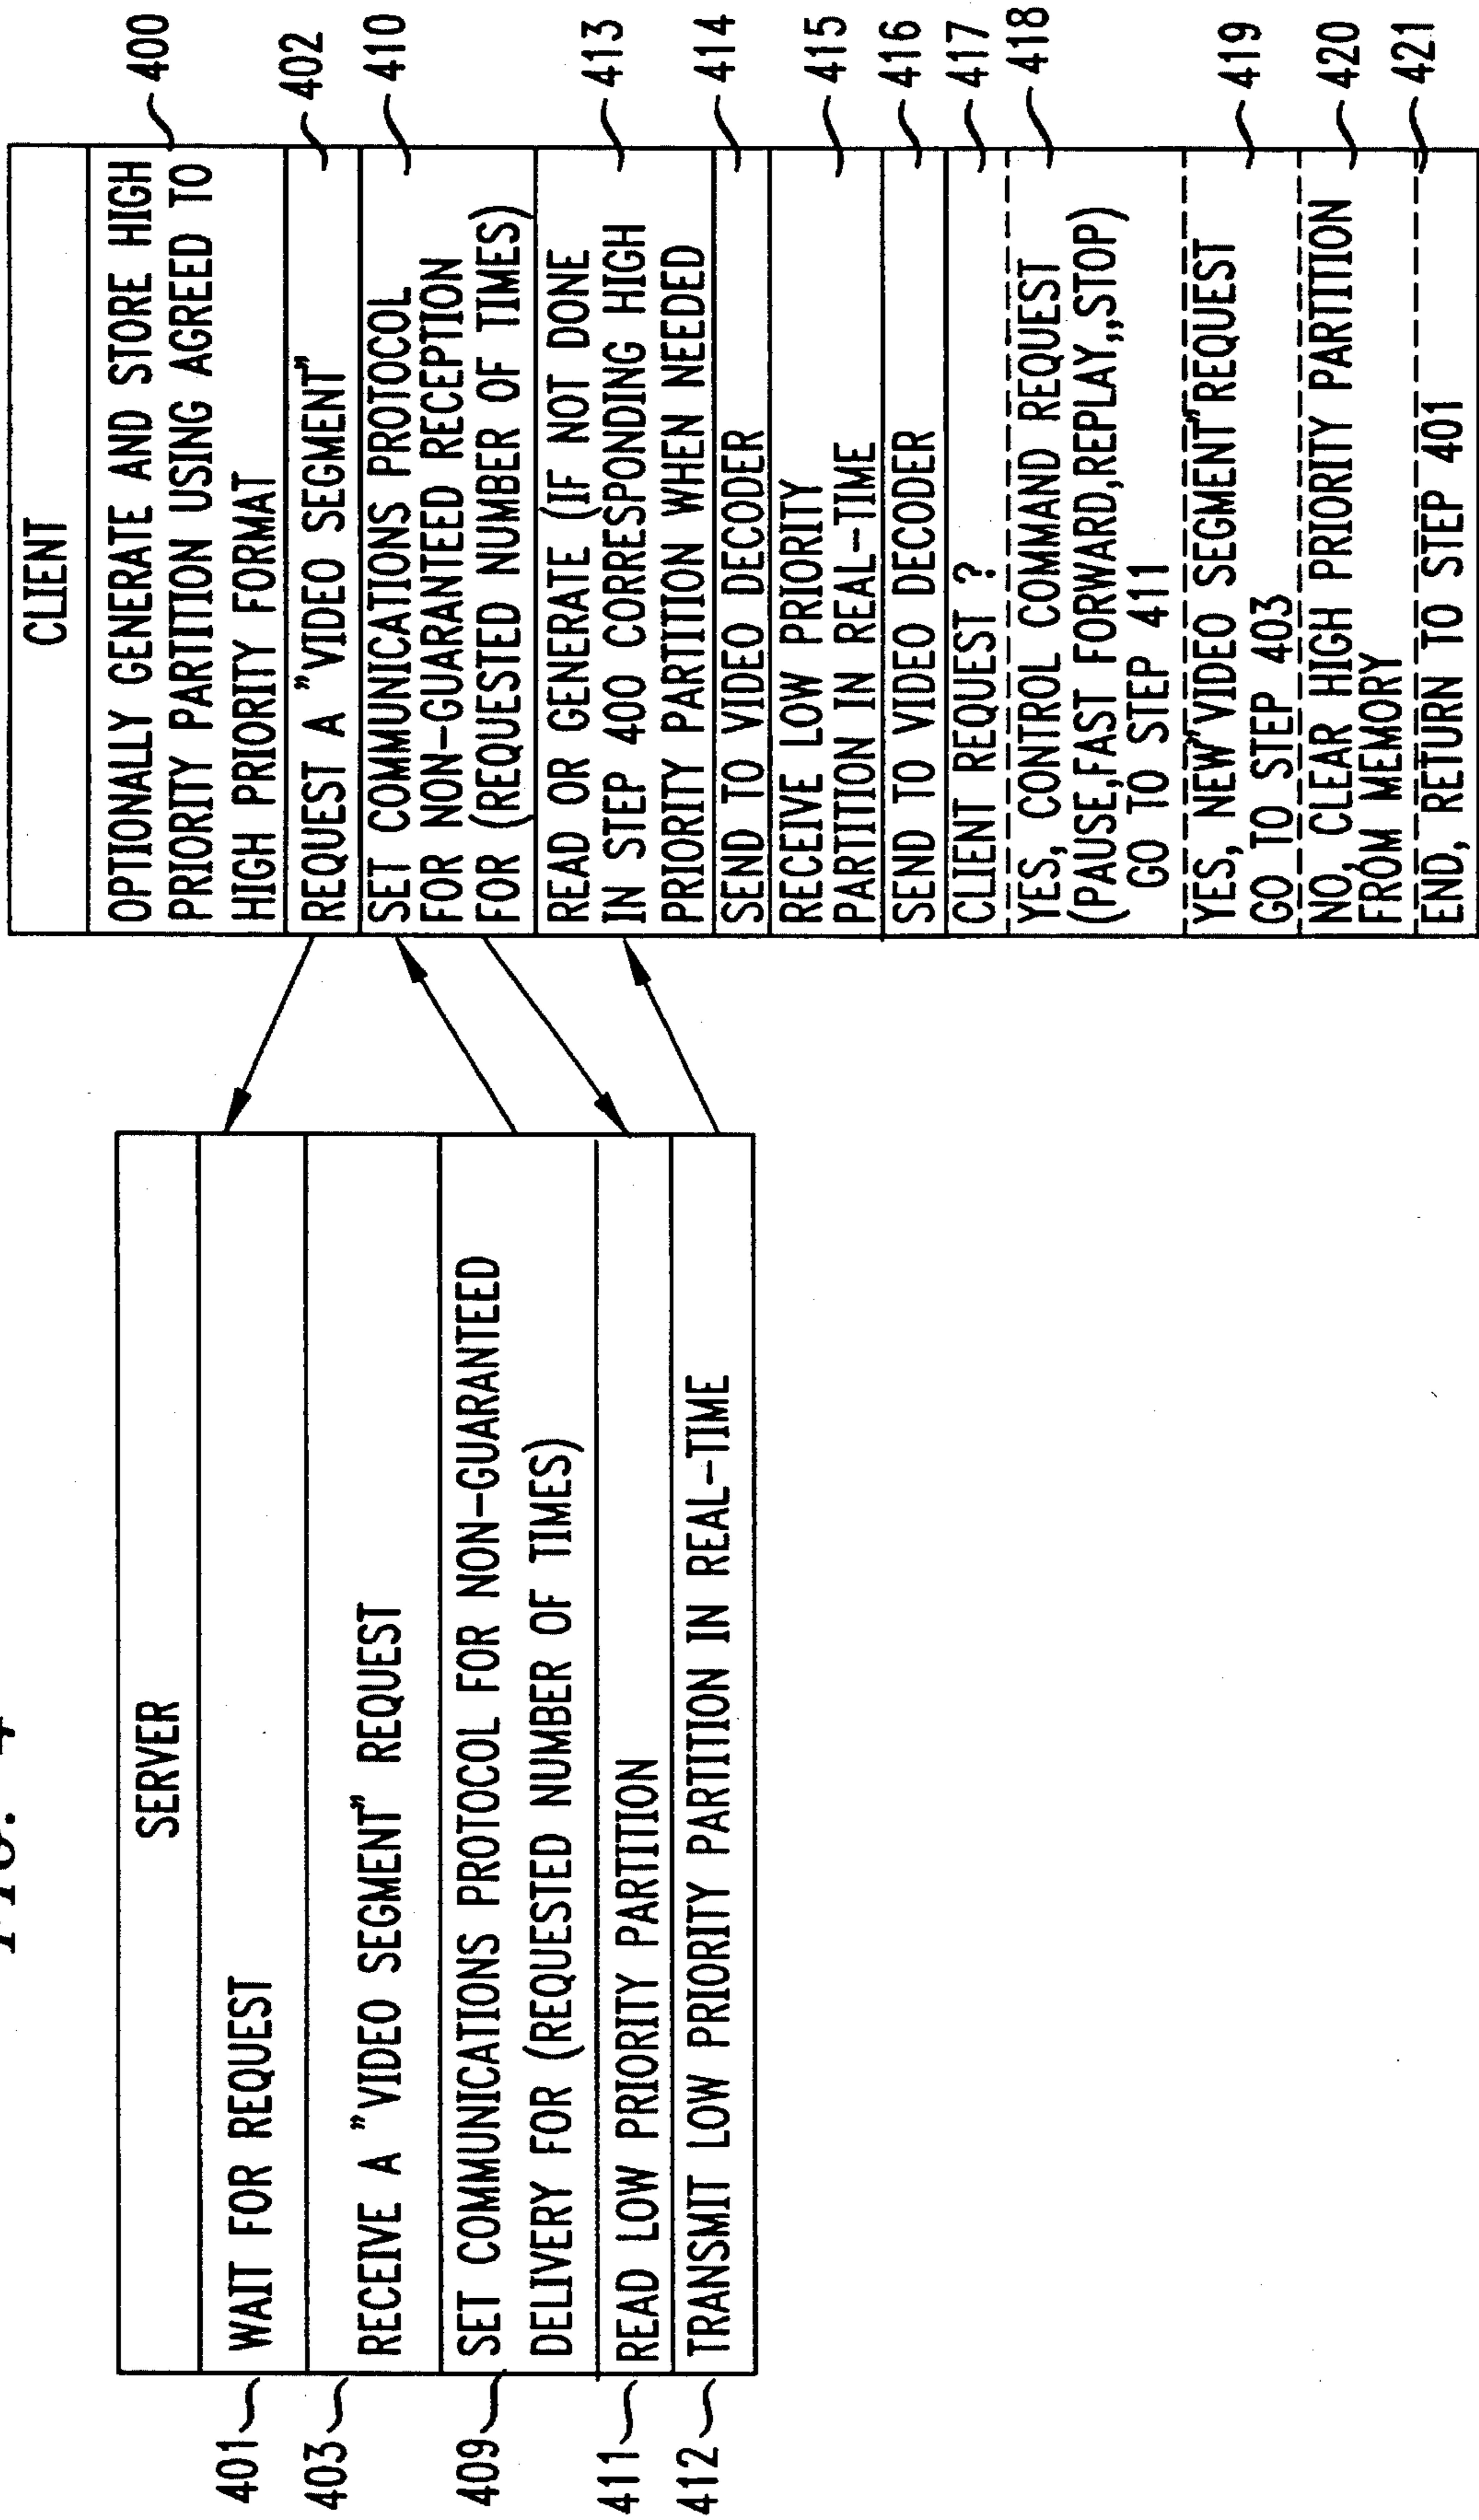 SERVER
401
WAIT FOR REQUEST
403
RECEIVE A "VIDEO SEGMENT" REQUEST
409
SET COMMUNICATIONS PROTOCOL FOR NON-GUARANTEED
DELIVERY FOR (REQUESTED NUMBER OF TIMES)
411
READ LOW PRIORITY PARTITION
412
TRANSMIT LOW PRIORITY PARTITION IN REAL-TIME
CLIENT
OPTIONALLY GENERATE AND STORE HIGH
PRIORITY PARTITION USING AGREED TO
HIGH PRIORITY FORMAT
400
REQUEST A "VIDEO SEGMENT"
402
SET COMMUNICATIONS PROTOCOL
FOR NON-GUARANTEED RECEPTION
FOR (REQUESTED NUMBER OF TIMES)
410
READ OR GENERATE (IF NOT DONE
IN STEP 400 CORRESPONDING HIGH
PRIORITY PARTITION WHEN NEEDED
413
SEND TO VIDEO DECODER
414
RECEIVE LOW PRIORITY
PARTITION IN REAL-TIME
415
SEND TO VIDEO DECODER
416
CLIENT REQUEST ?
417
YES, CONTROL COMMAND REQUEST
(PAUSE,FAST FORWARD,REPLAY,,STOP)
GO TO STEP 411
418
YES, NEW"VIDEO SEGMENT"REQUEST
GO TO STEP 403
419
NO, CLEAR HIGH PRIORITY PARTITION
FROM MEMORY
420
END, RETURN TO STEP 401
421